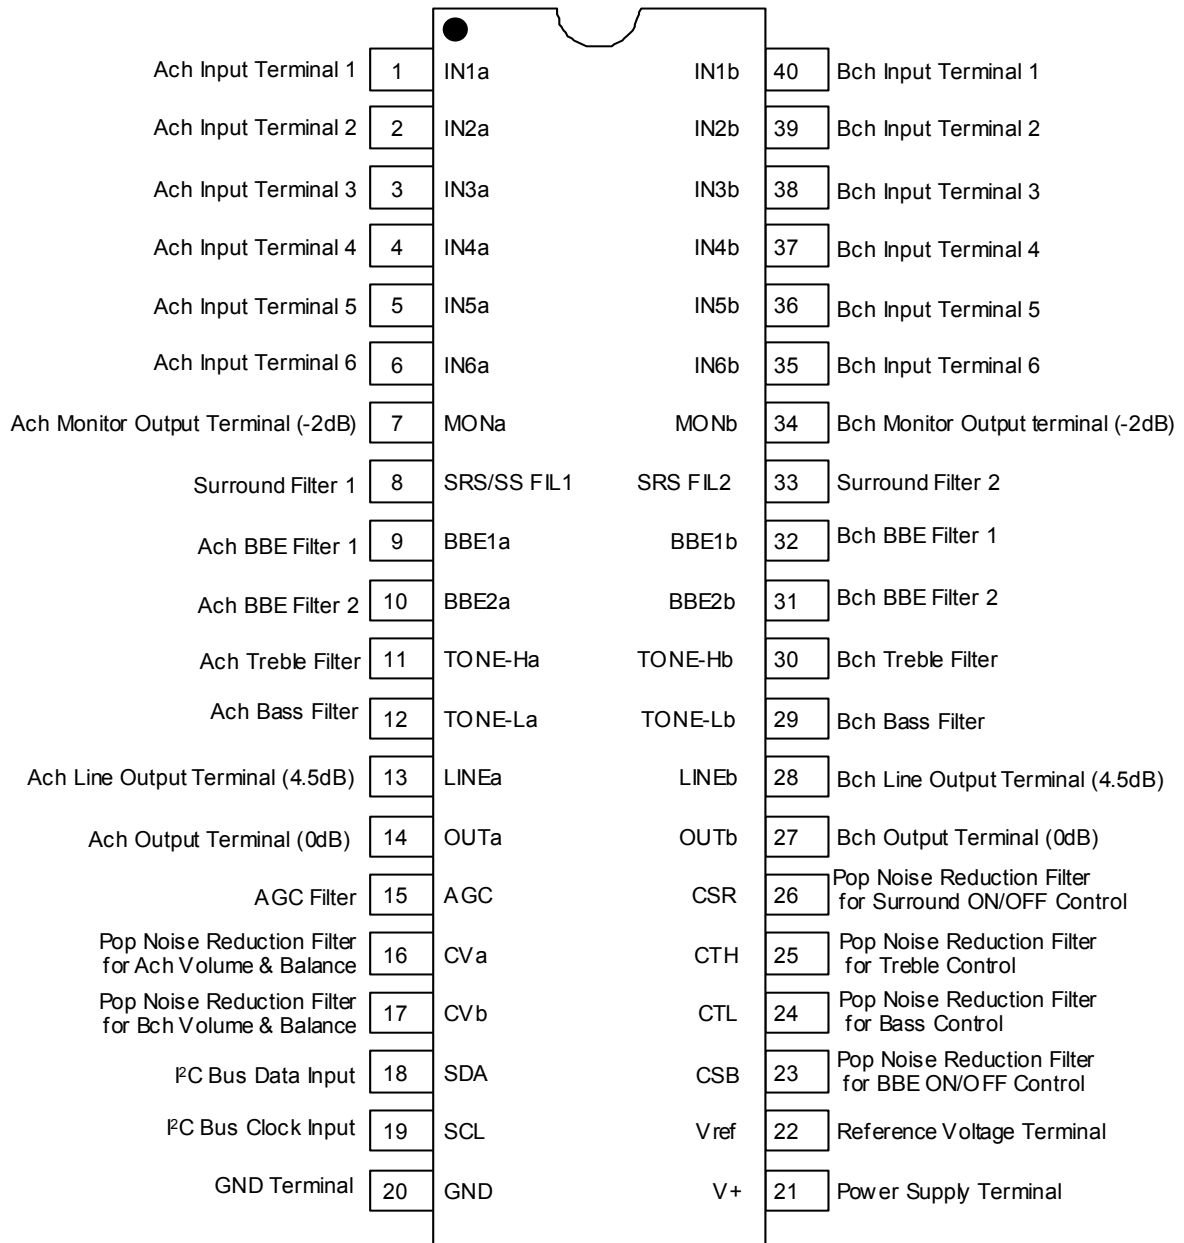 Ach Input Terminal 1 1 IN1a IN1b 40 Bch Input Terminal 1
Ach Input Terminal 2 2 IN2a IN2b 39 Bch Input Terminal 2
Ach Input Terminal 3 3 IN3a IN3b 38 Bch Input Terminal 3
Ach Input Terminal 4 4 IN4a IN4b 37 Bch Input Terminal 4
Ach Input Terminal 5 5 IN5a IN5b 36 Bch Input Terminal 5
Ach Input Terminal 6 6 IN6a IN6b 35 Bch Input Terminal 6
Ach Monitor Output Terminal (-2dB) 7 MONa MONb 34 Bch Monitor Output terminal (-2dB)
Surround Filter 1 8 SRS/SS FIL1 SRS FIL2 33 Surround Filter 2
Ach BBE Filter 1 9 BBE1a BBE1b 32 Bch BBE Filter 1
Ach BBE Filter 2 10 BBE2a BBE2b 31 Bch BBE Filter 2
Ach Treble Filter 11 TONE-Ha TONE-Hb 30 Bch Treble Filter
Ach Bass Filter 12 TONE-La TONE-Lb 29 Bch Bass Filter
Ach Line Output Terminal (4.5dB) 13 LINEa LINEb 28 Bch Line Output Terminal (4.5dB)
Ach Output Terminal (0dB) 14 OUTa OUTb 27 Bch Output Terminal (0dB)
AGC Filter 15 AGC CSR 26 Pop Noise Reduction Filter
for Surround ON/OFF Control
Pop Noise Reduction Filter
for Ach Volume & Balance 16 CVa CTH 25 Pop Noise Reduction Filter
for Treble Control
Pop Noise Reduction Filter
for Bch Volume & Balance 17 CVb CTL 24 Pop Noise Reduction Filter
for Bass Control
I²C Bus Data Input 18 SDA CSB 23 Pop Noise Reduction Filter
for BBE ON/OFF Control
I²C Bus Clock Input 19 SCL Vref 22 Reference Voltage Terminal
GND Terminal 20 GND V+ 21 Power Supply Terminal